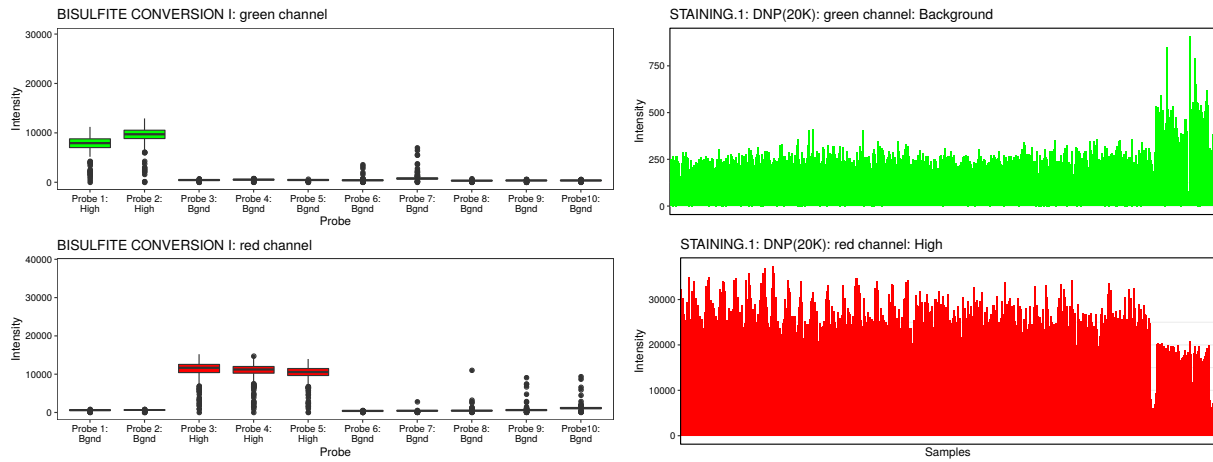 BISULFITE CONVERSION I: green channel
30000
20000
10000
0
Intensity
Probe 1: High
Probe 2: High
Probe 3: Bgnd
Probe 4: Bgnd
Probe 5: Bgnd
Probe 6: Bgnd
Probe 7: Bgnd
Probe 8: Bgnd
Probe 9: Bgnd
Probe10: Bgnd
Probe
STAINING.1: DNP(20K): green channel: Background
750
500
250
0
Intensity
BISULFITE CONVERSION I: red channel
40000
30000
20000
10000
0
Intensity
Probe 1: Bgnd
Probe 2: Bgnd
Probe 3: High
Probe 4: High
Probe 5: High
Probe 6: Bgnd
Probe 7: Bgnd
Probe 8: Bgnd
Probe 9: Bgnd
Probe10: Bgnd
Probe
STAINING.1: DNP(20K): red channel: High
30000
20000
10000
0
Intensity
Samples